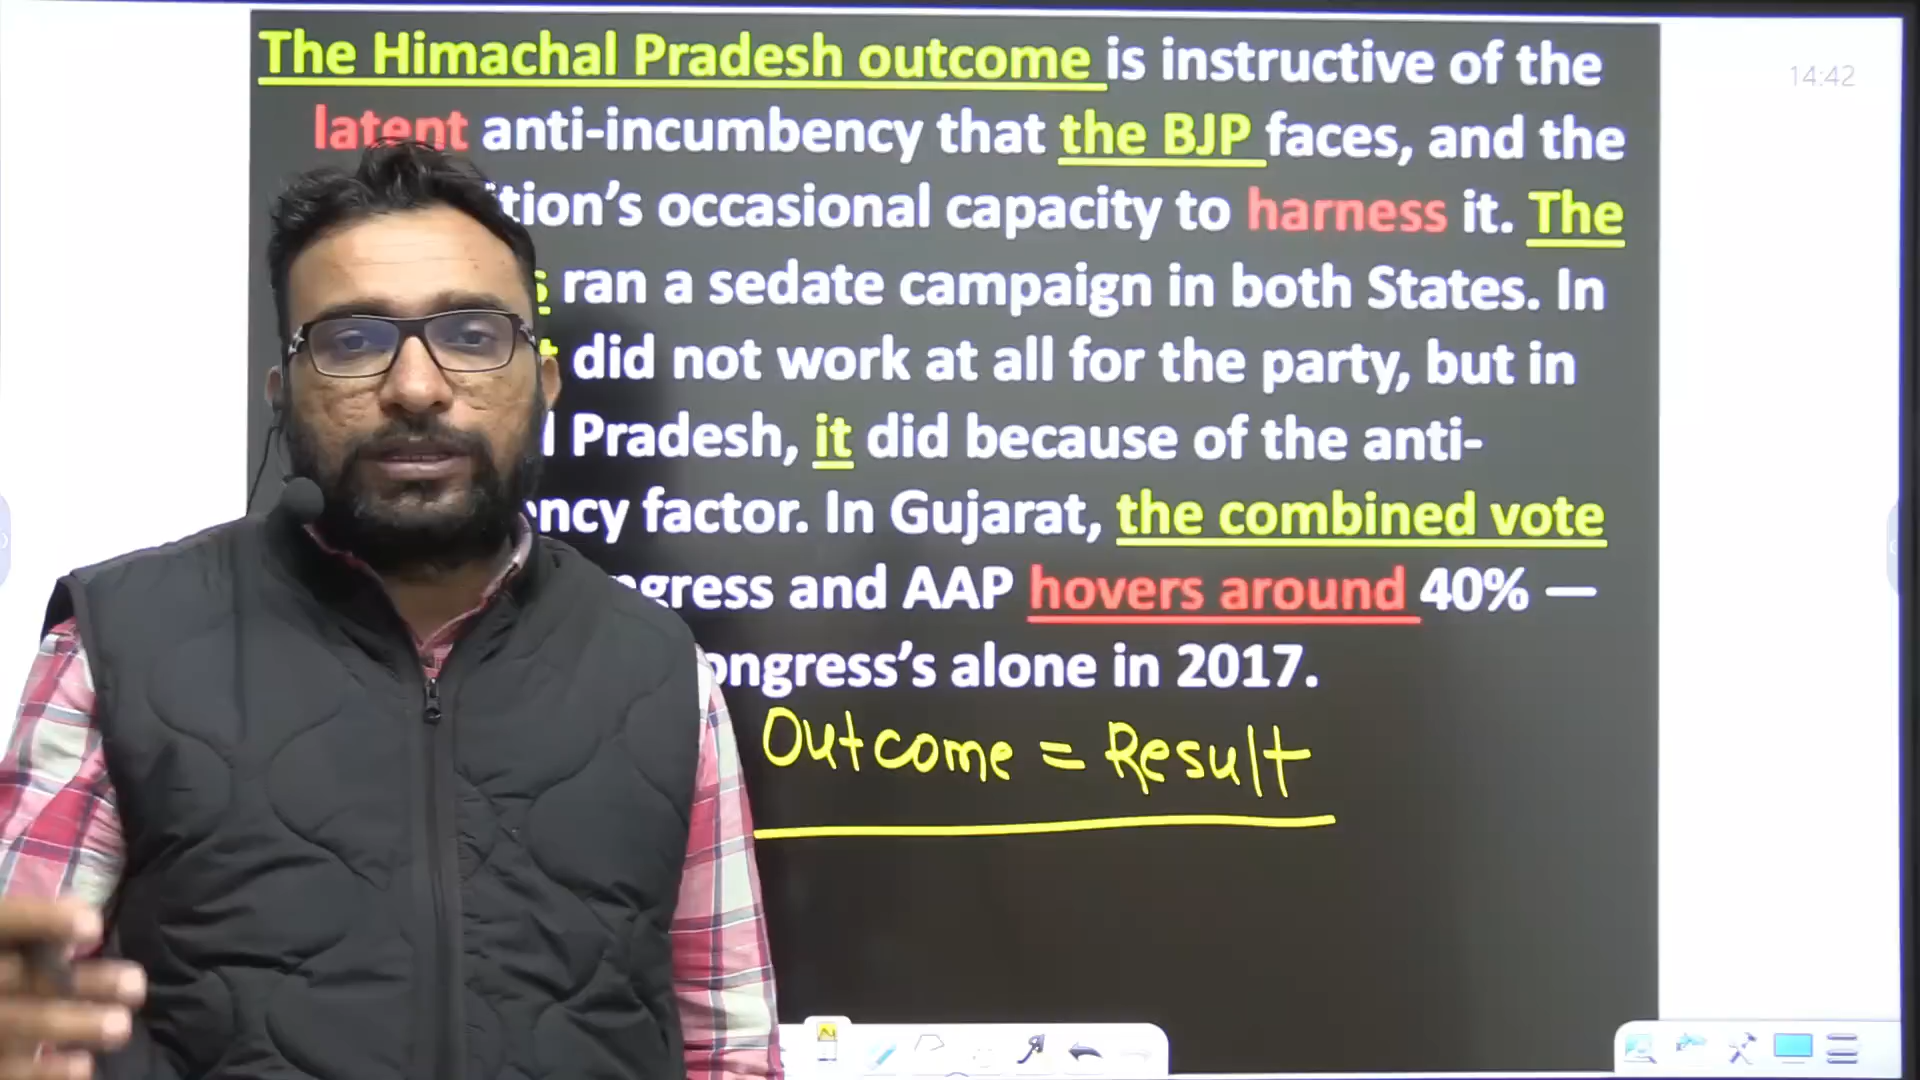 The Himachal Pradesh outcome is instructive of the
latent anti-incumbency that the BJP faces, and the
tion’s occasional capacity to harness it. The
s ran a sedate campaign in both States. In
t did not work at all for the party, but in
l Pradesh, it did because of the anti-
ncy factor. In Gujarat, the combined vote
ngress and AAP hovers around 40% —
ongress’s alone in 2017.
Outcome = Result
14:42